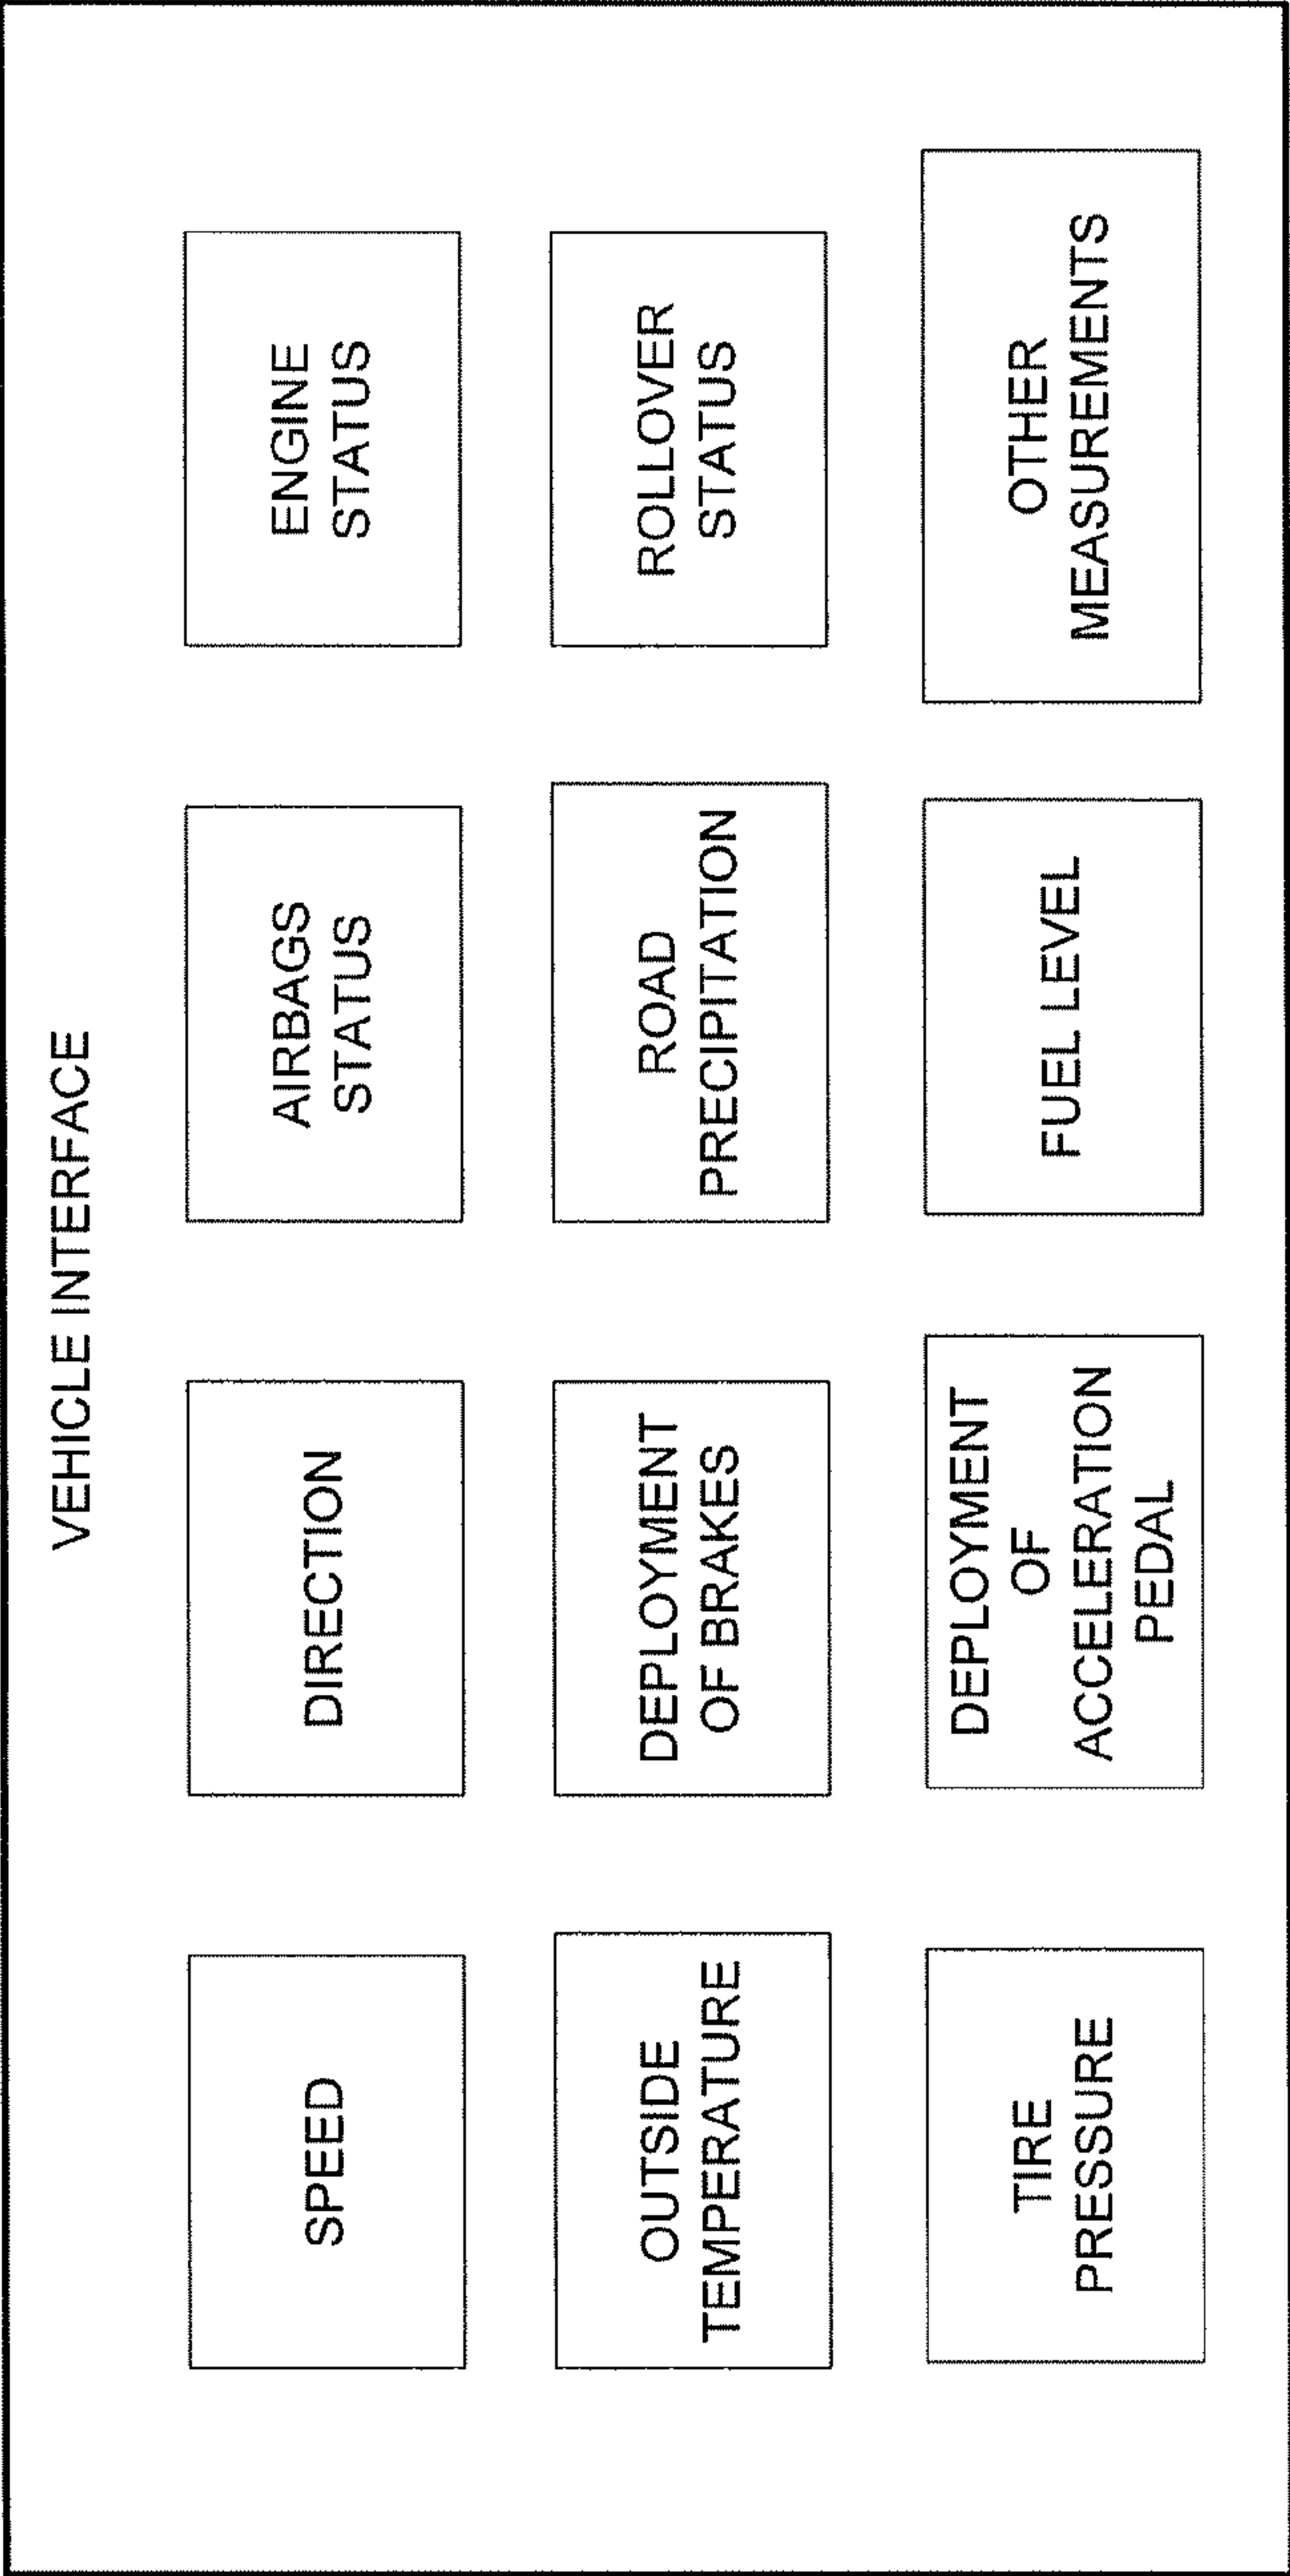 VEHICLE INTERFACE
SPEED
DIRECTION
AIRBAGS
STATUS
ENGINE
STATUS
OUTSIDE
TEMPERATURE
DEPLOYMENT
OF BRAKES
ROAD
PRECIPITATION
ROLLOVER
STATUS
TIRE
PRESSURE
DEPLOYMENT
OF
ACCELERATION
PEDAL
FUEL LEVEL
OTHER
MEASUREMENTS